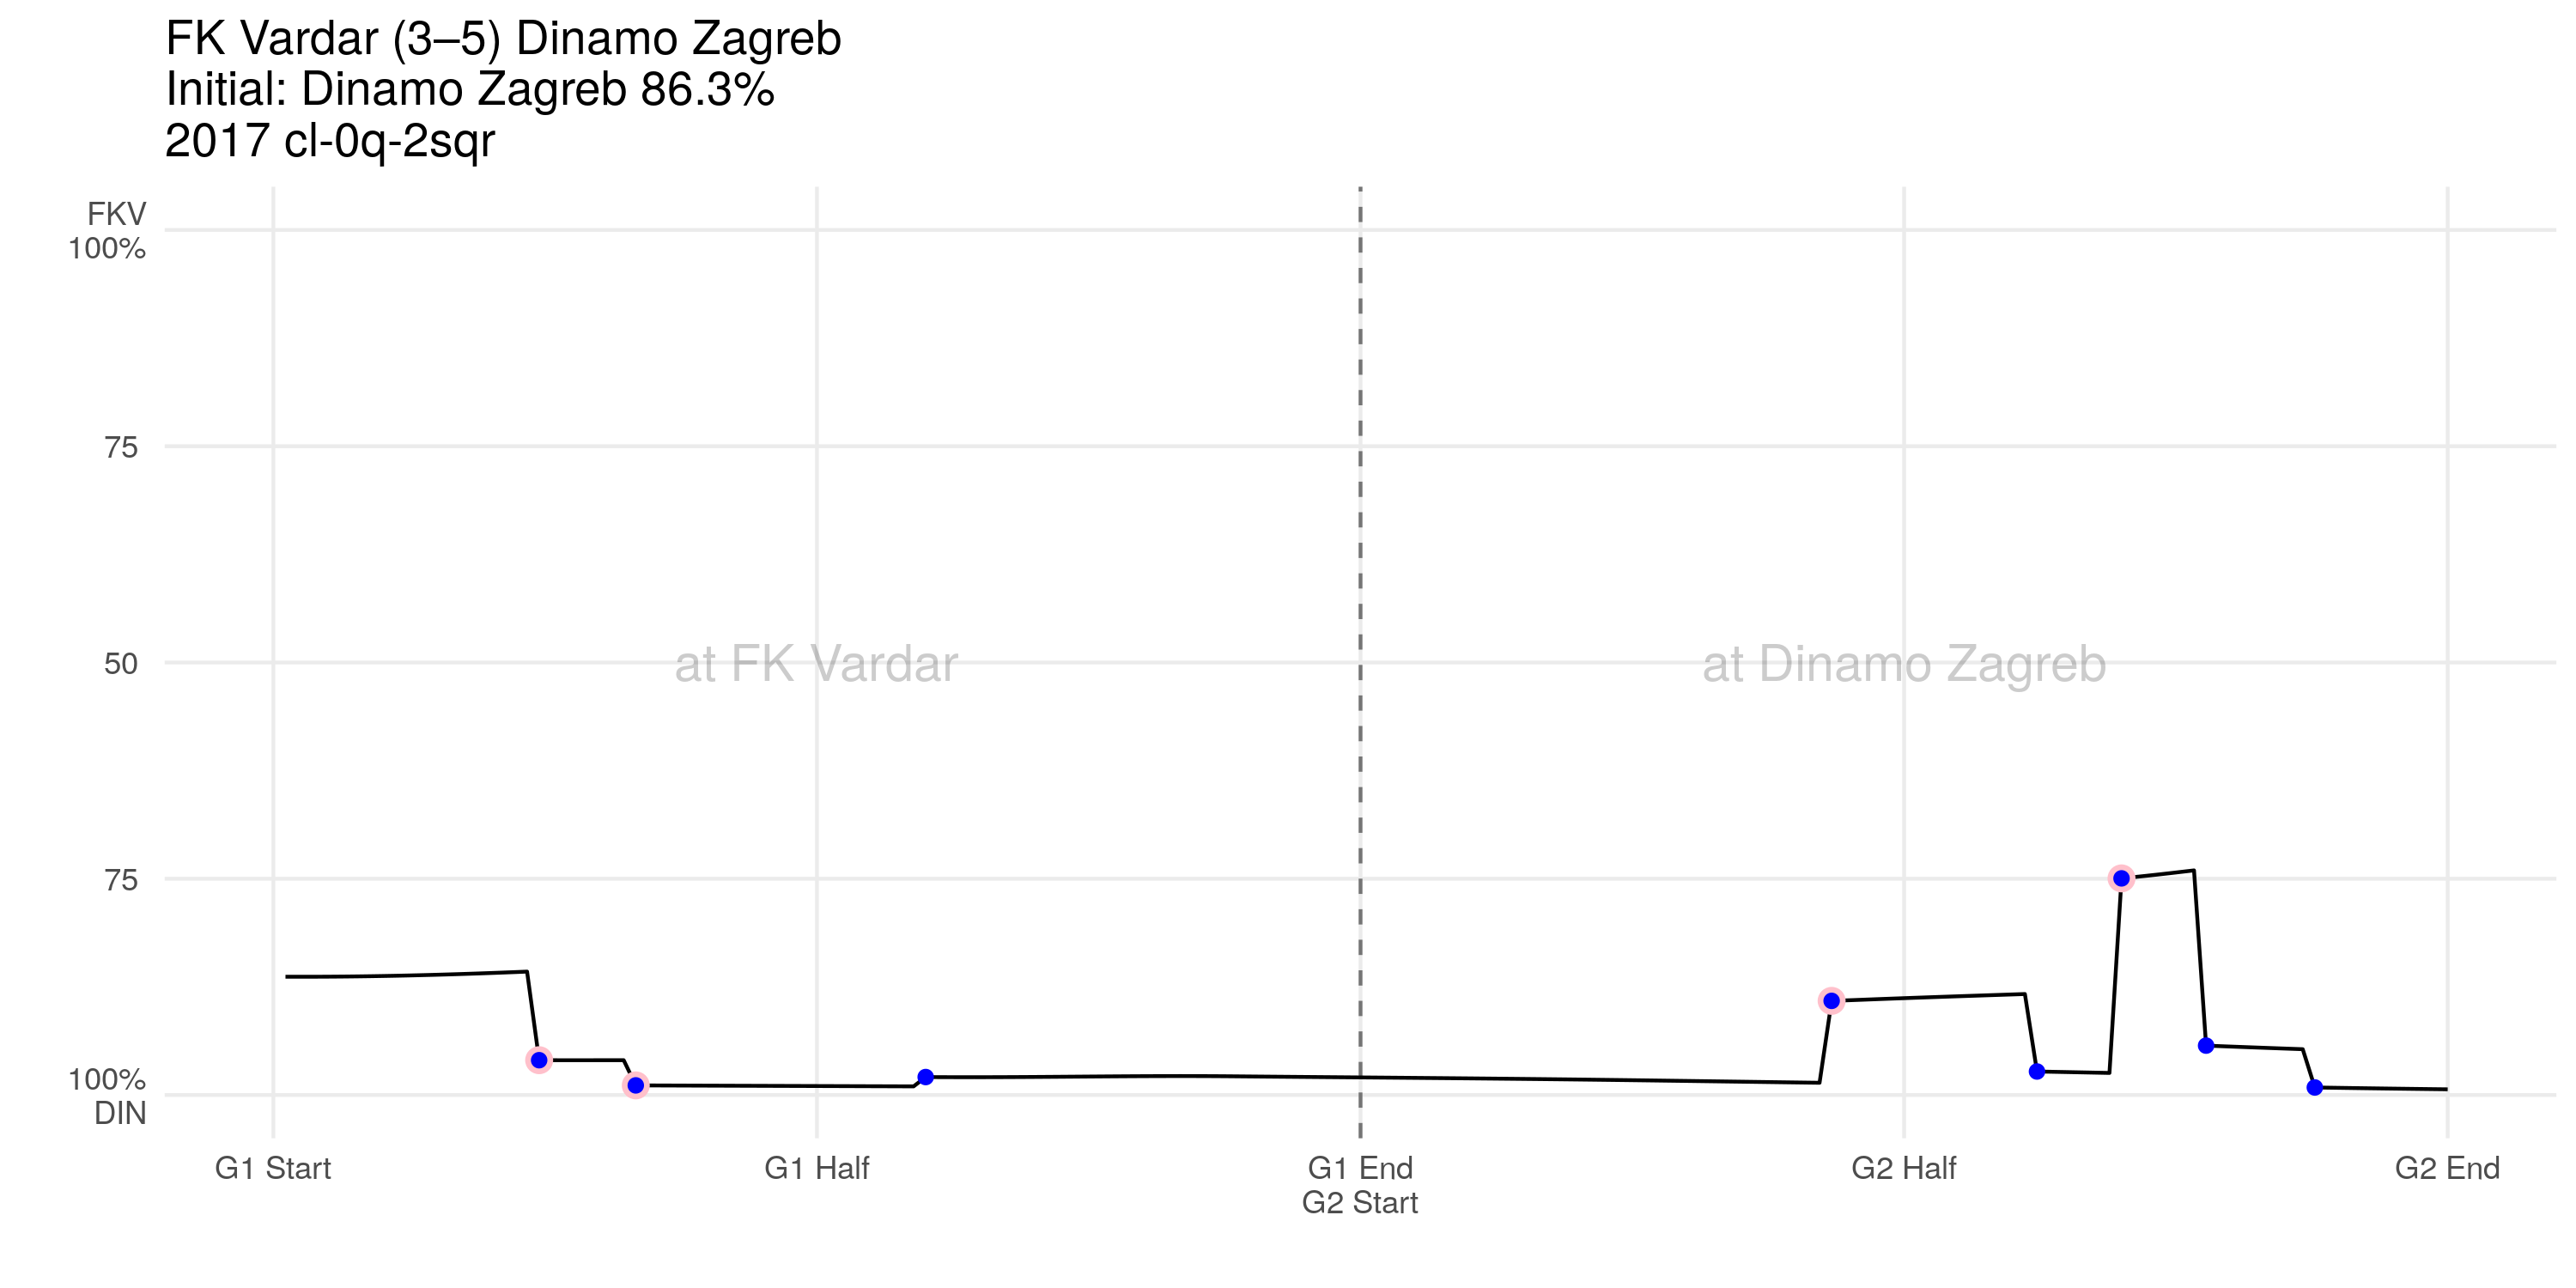 FK Vardar (3–5) Dinamo Zagreb
Initial: Dinamo Zagreb 86.3%
2017 cl-0q-2sqr
FKV
100%
75
50
75
100%
DIN
at FK Vardar
at Dinamo Zagreb
G1 Start
G1 Half
G1 End
G2 Start
G2 Half
G2 End